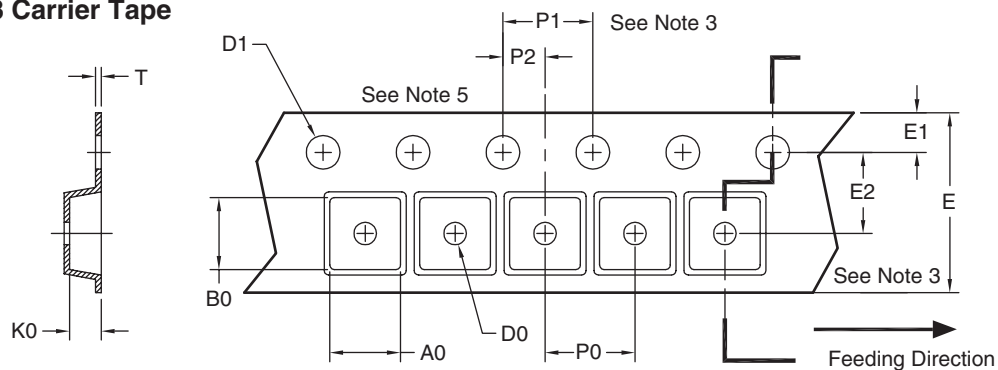 Carrier Tape
P1
See Note 3
D1
P2
T
See Note 5
E1
E2
E
B0
See Note 3
K0
D0
A0
P0
Feeding Direction